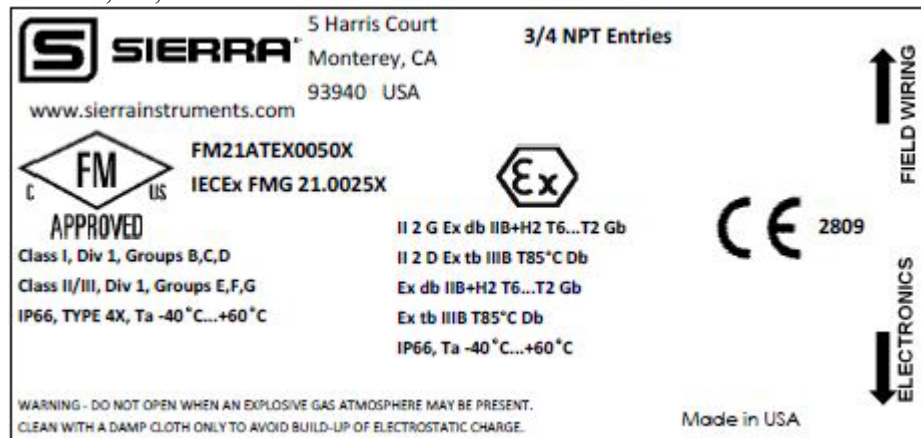 SIERRA®
5 Harris Court
Monterey, CA
93940 USA
www.sierrainstruments.com
3/4 NPT Entries
FIELD WIRING
FM
C US
APPROVED
FM21ATEX0050X
IECEx FMG 21.0025X
Class I, Div 1, Groups B,C,D
Class II/III, Div 1, Groups E,F,G
IP66, TYPE 4X, Ta -40˚C...+60˚C
Ex
II 2 G Ex db IIB+H2 T6...T2 Gb
II 2 D Ex tb IIIB T85°C Db
Ex db IIB+H2 T6...T2 Gb
Ex tb IIIB T85°C Db
IP66, Ta -40˚C...+60˚C
CE 2809
ELECTRONICS
WARNING - DO NOT OPEN WHEN AN EXPLOSIVE GAS ATMOSPHERE MAY BE PRESENT.
CLEAN WITH A DAMP CLOTH ONLY TO AVOID BUILD-UP OF ELECTROSTATIC CHARGE.
Made in USA